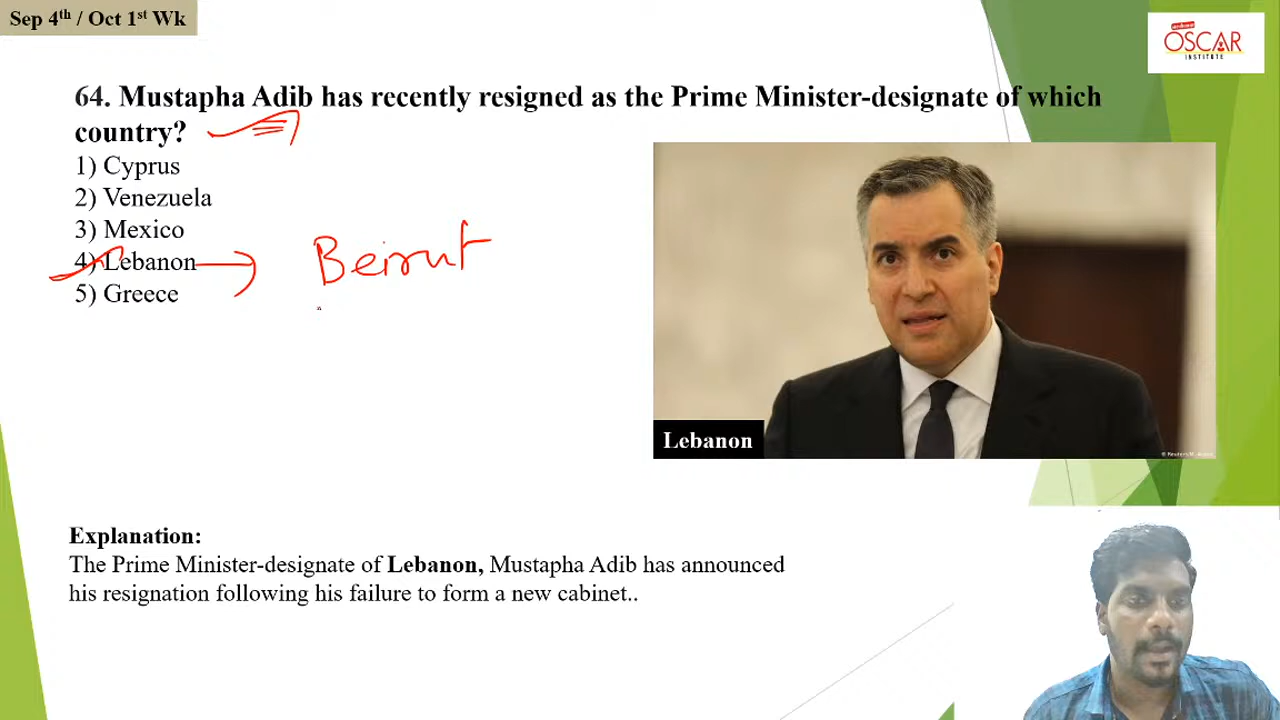 Sep 4th / Oct 1st Wk
OSCAR
INSTITUTE
64. Mustapha Adib has recently resigned as the Prime Minister-designate of which
country?
1) Cyprus
2) Venezuela
3) Mexico
4) Lebanon
Beirut
5) Greece
Lebanon
Explanation:
The Prime Minister-designate of Lebanon, Mustapha Adib has announced
his resignation following his failure to form a new cabinet..